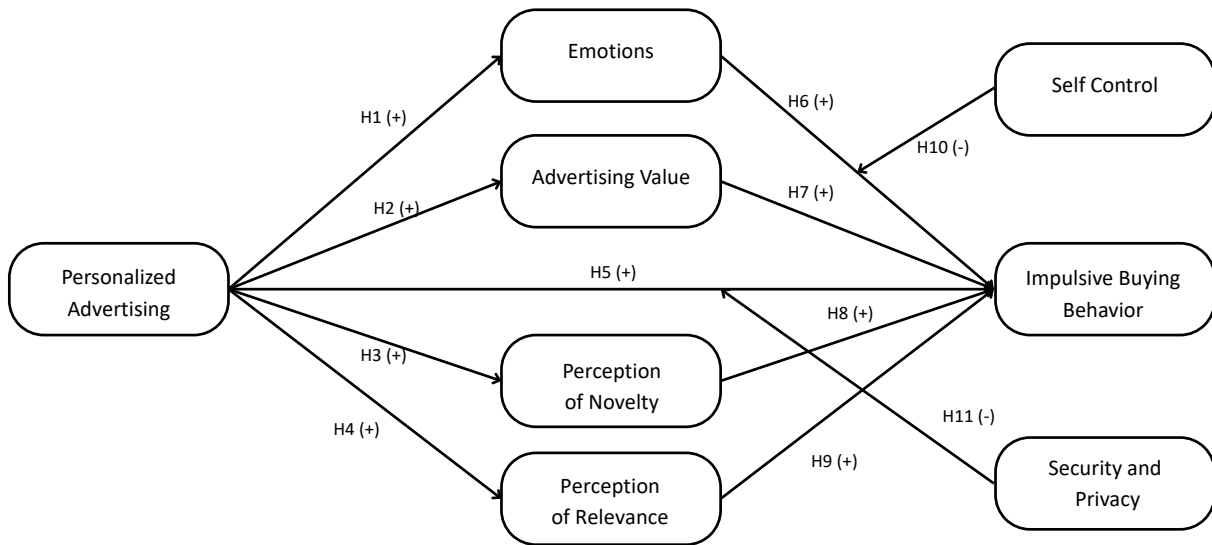 Emotions
Self Control
H1 (+)
H6 (+)
H10 (-)
Advertising Value
H2 (+)
H7 (+)
Personalized
Advertising
H5 (+)
Impulsive Buying
Behavior
H3 (+)
H8 (+)
Perception
of Novelty
H4 (+)
H11 (-)
H9 (+)
Perception
of Relevance
Security and
Privacy